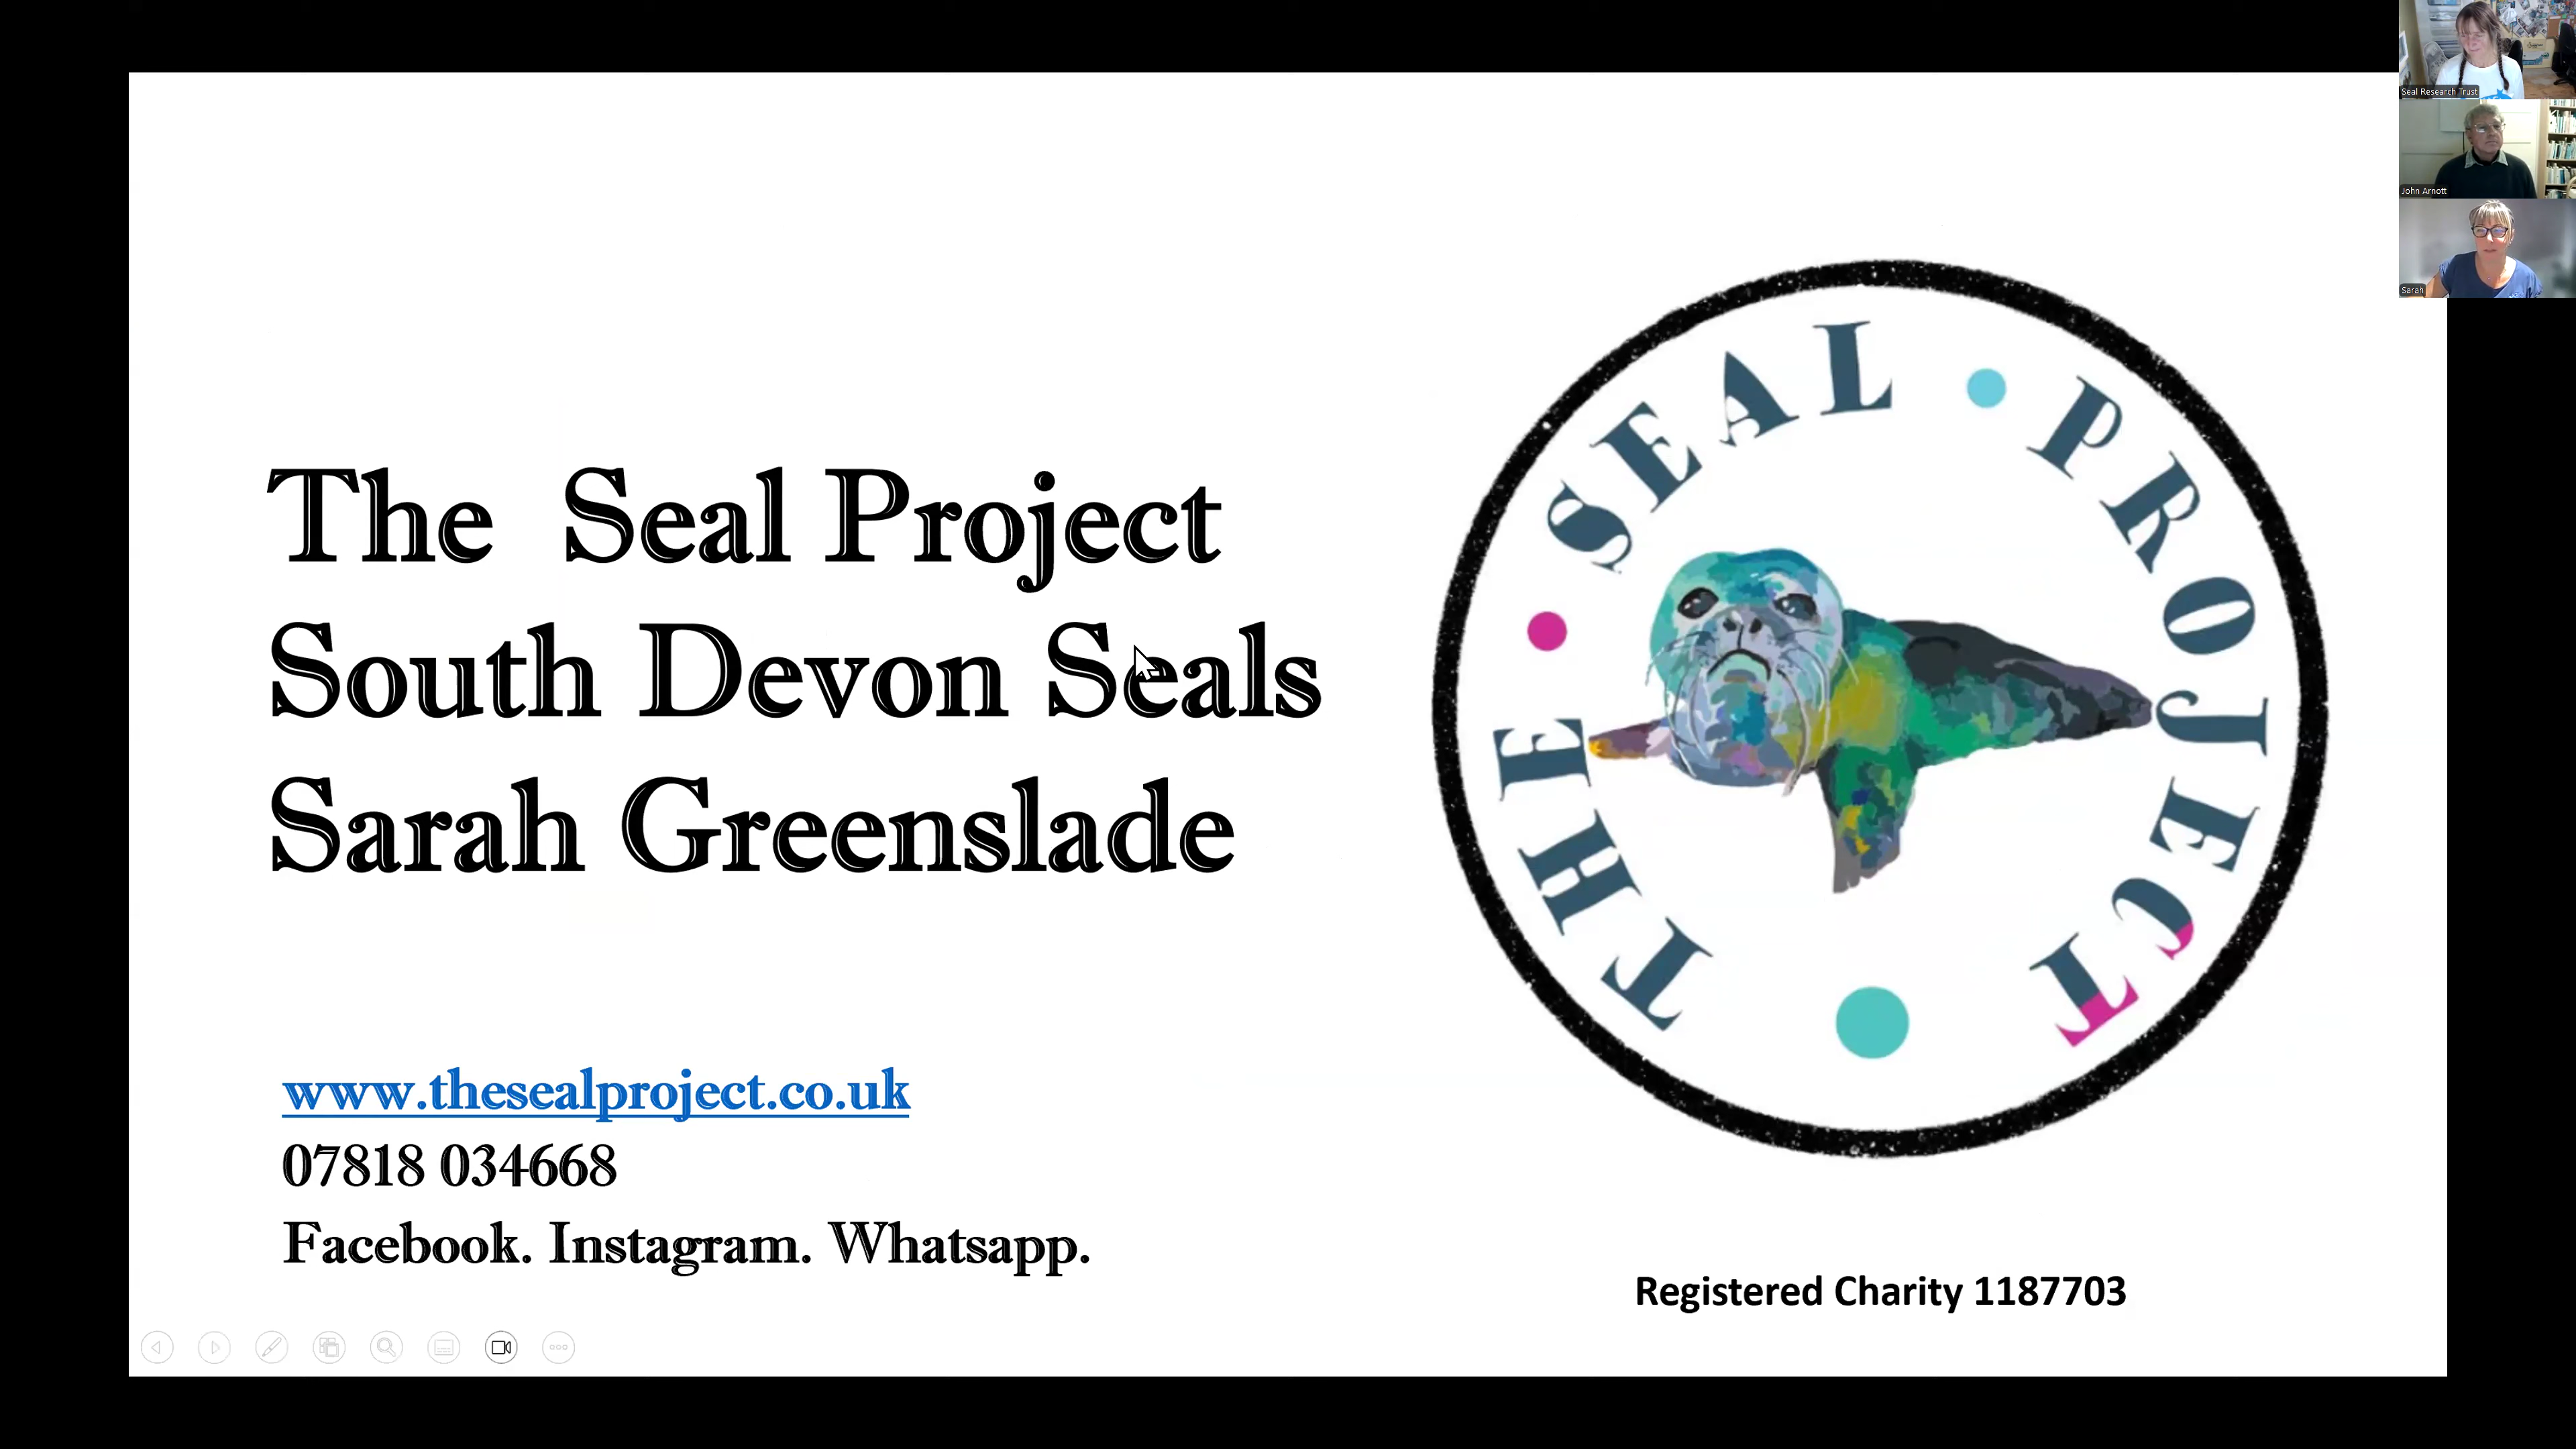 The Seal Project
South Devon Seals
Sarah Greenslade
www.thesealproject.co.uk
07818 034668
Facebook. Instagram. Whatsapp.
THE SEAL PROJECT
Registered Charity 1187703
Seal Research Trust
John Arnott
Sarah